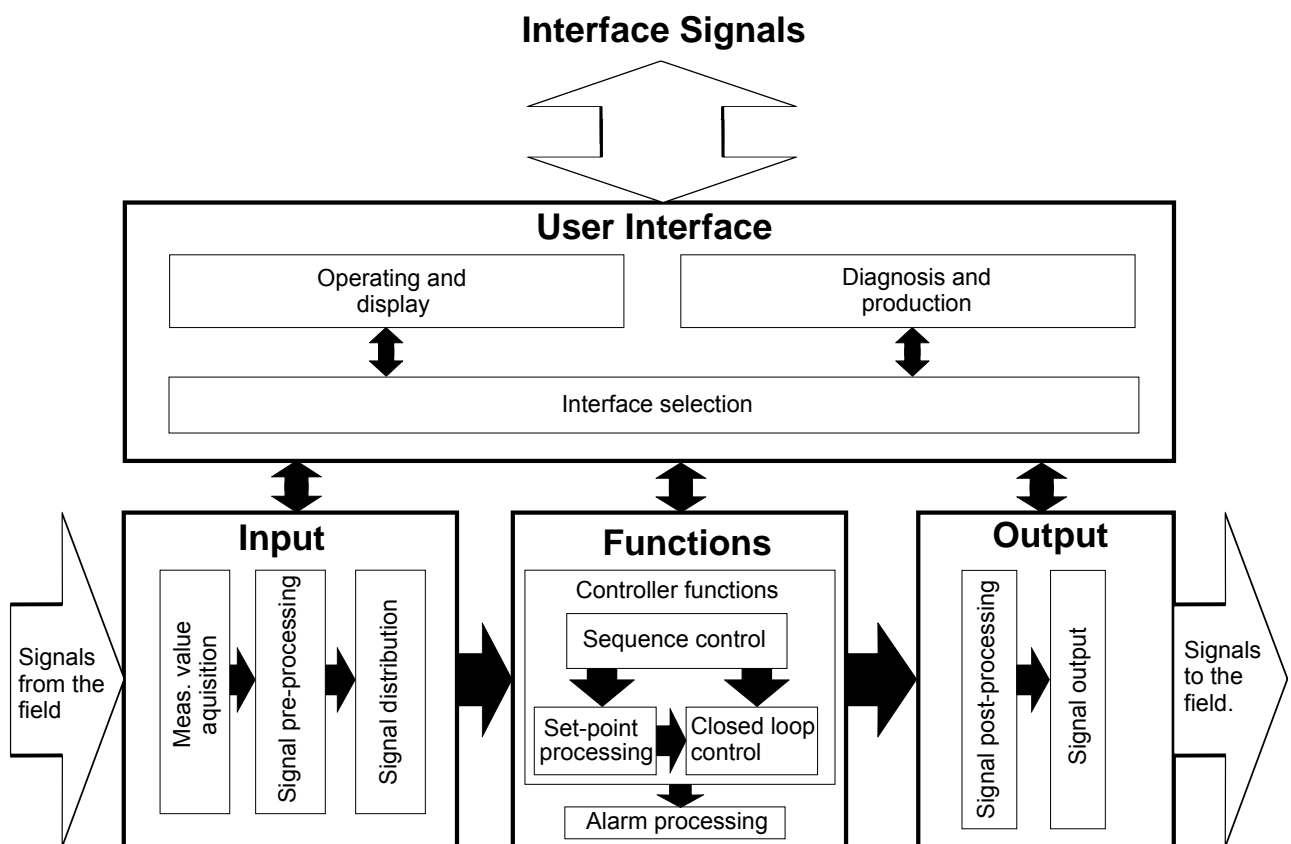 Interface Signals
User Interface
Operating and
display
Diagnosis and
production
Interface selection
Signals
from the
field
Input
Meas. value
aquisition
Signal pre-processing
Signal distribution
Functions
Controller functions
Sequence control
Set-point
processing
Closed loop
control
Alarm processing
Output
Signal post-processing
Signal output
Signals
to the
field.